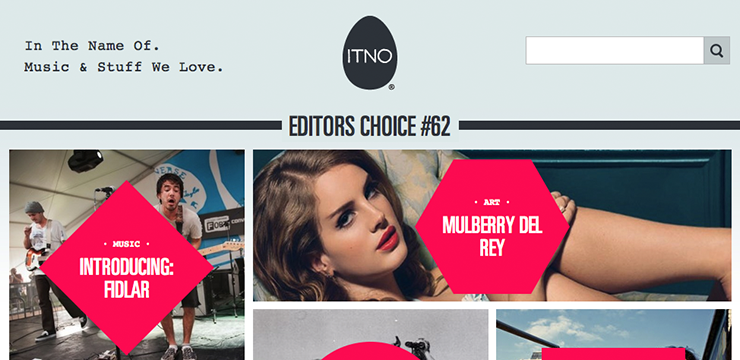 In The Name Of.
Music & Stuff We Love.
ITNO
®
EDITORS CHOICE #62
• MUSIC •
INTRODUCING:
FIDLAR
• ART •
MULBERRY DEL
REY